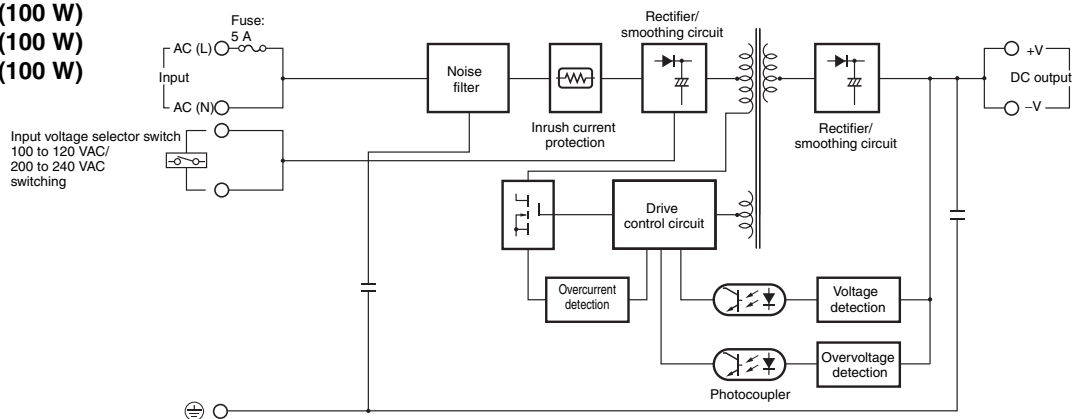 (100 W)
(100 W)
(100 W)
Fuse:
5 A
AC (L)
Input
AC (N)
Input voltage selector switch
100 to 120 VAC/
200 to 240 VAC
switching
Noise
filter
Inrush current
protection
Rectifier/
smoothing circuit
Rectifier/
smoothing circuit
+V
DC output
−V
Drive
control circuit
Overcurrent
detection
Voltage
detection
Overvoltage
detection
Photocoupler